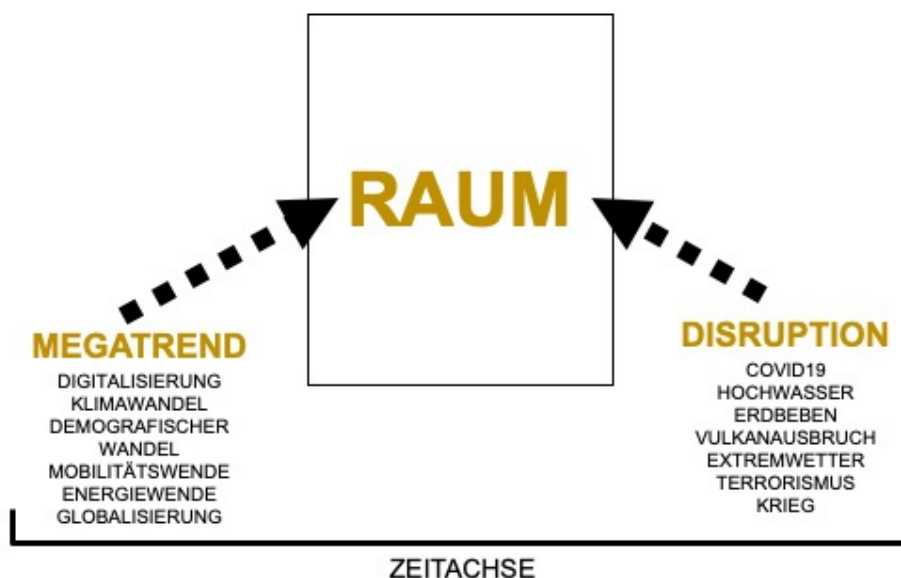 RAUM
MEGATREND
DIGITALISIERUNG
KLIMAWANDEL
DEMOGRAFISCHER
WANDEL
MOBILITÄTSWENDE
ENERGIEWENDE
GLOBALISIERUNG
DISRUPTION
COVID19
HOCHWASSER
ERDBEBEN
VULKANAUSBRUCH
EXTREMWETTER
TERRORISMUS
KRIEG
ZEITACHSE